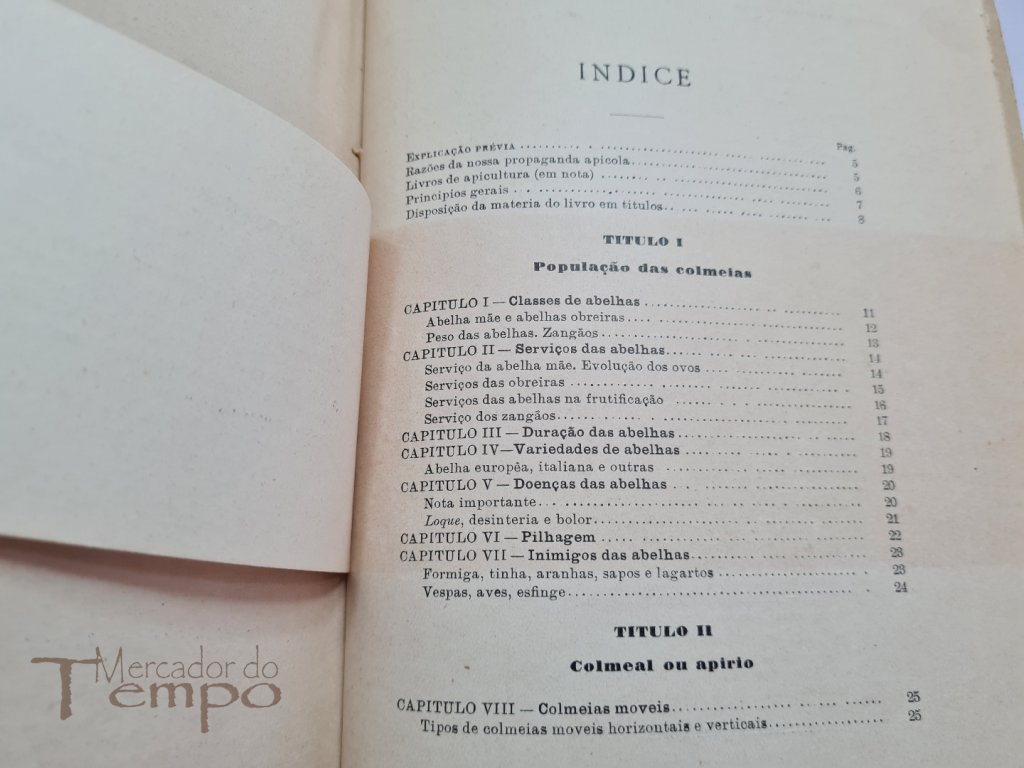 INDICE
Pag.
EXPLICAÇÃO PRÉVIA .......... 5
Razões da nossa propaganda apicola.......... 5
Livros de apicultura (em nota) .......... 6
Principios gerais .......... 7
Disposição da materia do livro em titulos.......... 8
TITULO I
População das colmeias
CAPITULO I — Classes de abelhas .......... 11
Abelha mãe e abelhas obreiras.......... 12
Peso das abelhas. Zangãos.......... 13
CAPITULO II — Serviços das abelhas.......... 14
Serviço da abelha mãe. Evolução dos ovos .......... 14
Serviços das obreiras .......... 15
Serviços das abelhas na frutificação .......... 16
Serviço dos zangãos.......... 17
CAPITULO III — Duração das abelhas .......... 18
CAPITULO IV—Variedades de abelhas .......... 19
Abelha européa, italiana e outras .......... 19
CAPITULO V — Doenças das abelhas .......... 20
Nota importante.......... 20
Loque, desinteria e bolor.......... 21
CAPITULO VI — Pilhagem .......... 22
CAPITULO VII — Inimigos das abelhas.......... 23
Formiga, tinha, aranhas, sapos e lagartos .......... 23
Vespas, aves, esfinge.......... 24
TITULO II
Colmeal ou apirio
CAPITULO VIII — Colmeias moveis.......... 25
Tipos de colmeias moveis horizontais e verticais.......... 25
Mercador do
Tempo